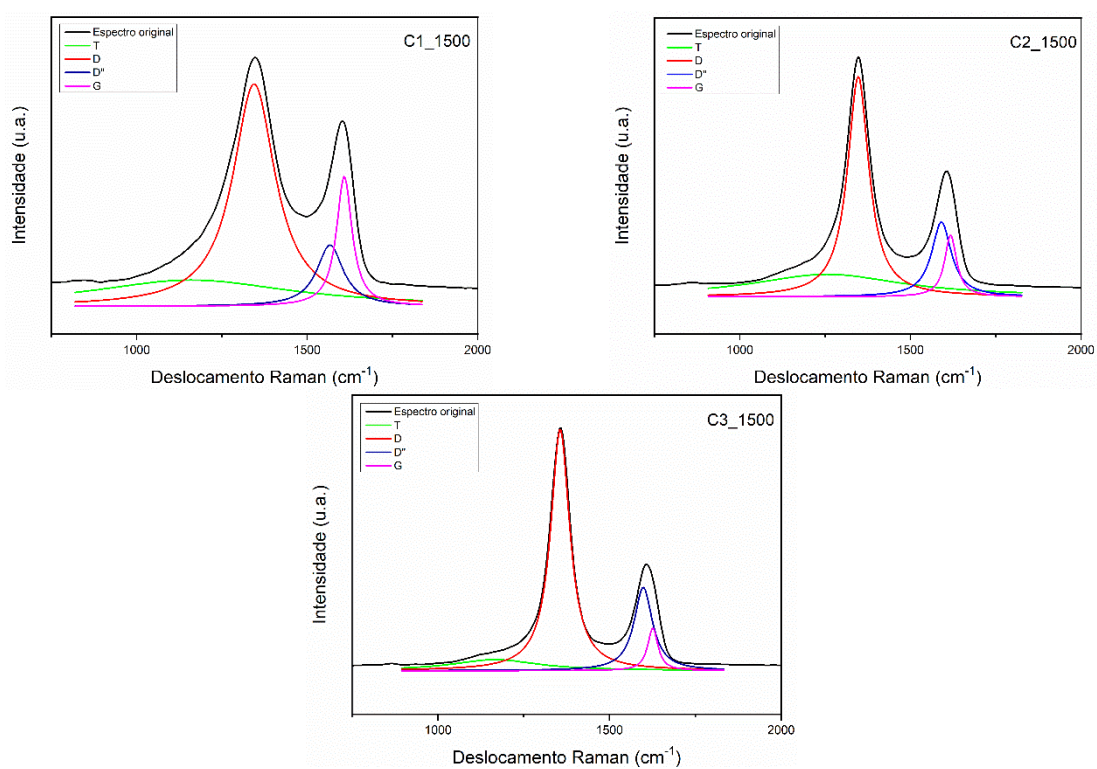 Espectro original
T
D
D"
G
C1_1500
Intensidade (u.a.)
1000 1500 2000
Deslocamento Raman (cm⁻¹)
Espectro original
T
D
D"
G
C2_1500
Intensidade (u.a.)
1000 1500 2000
Deslocamento Raman (cm⁻¹)
Espectro original
T
D
D"
G
C3_1500
Intensidade (u.a.)
1000 1500 2000
Deslocamento Raman (cm⁻¹)